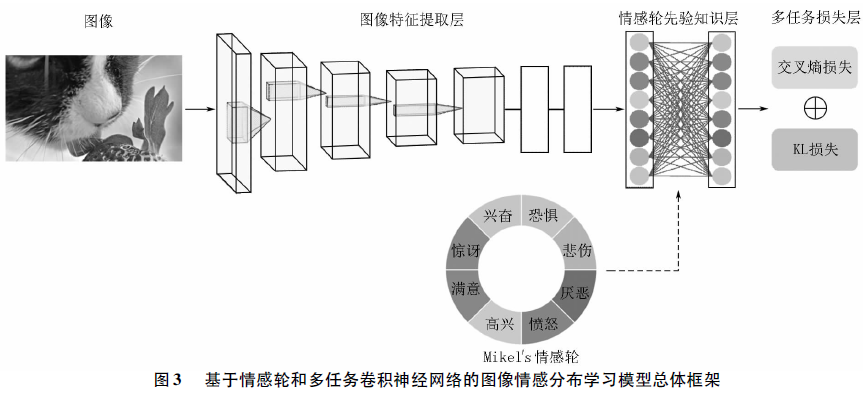 图像
图像特征提取层
情感轮先验知识层
多任务损失层
交叉熵损失
KL损失
兴奋
恐惧
惊讶
悲伤
满意
厌恶
高兴
愤怒
Mikel's情感轮
图3 基于情感轮和多任务卷积神经网络的图像情感分布学习模型总体框架